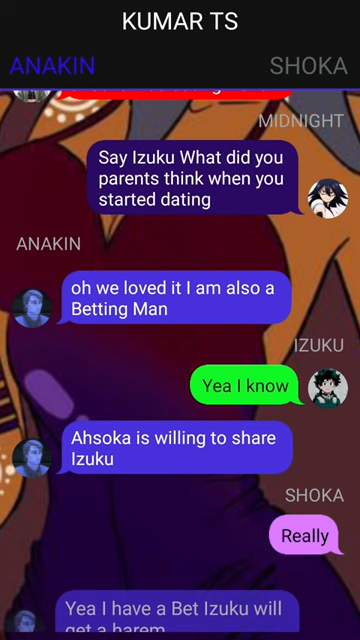 KUMAR TS
ANAKIN SHOKA
MIDNIGHT
Say Izuku What did you
parents think when you
started dating
ANAKIN
oh we loved it I am also a
Betting Man
IZUKU
Yea I know
Ahsoka is willing to share
Izuku
SHOKA
Really
Yea I have a Bet Izuku will
get a harem